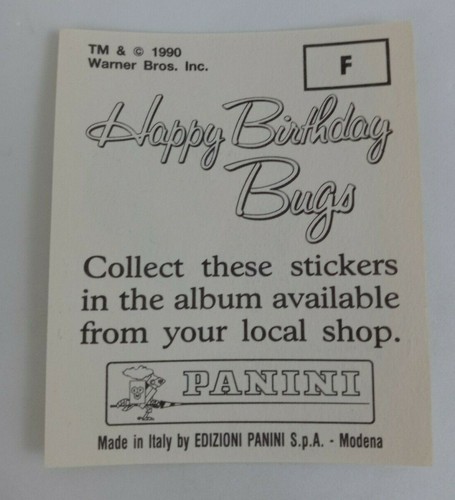 TM & © 1990
Warner Bros. Inc.
F
Happy Birthday
Bugs
Collect these stickers
in the album available
from your local shop.
PANINI
Made in Italy by EDIZIONI PANINI S.p.A. - Modena